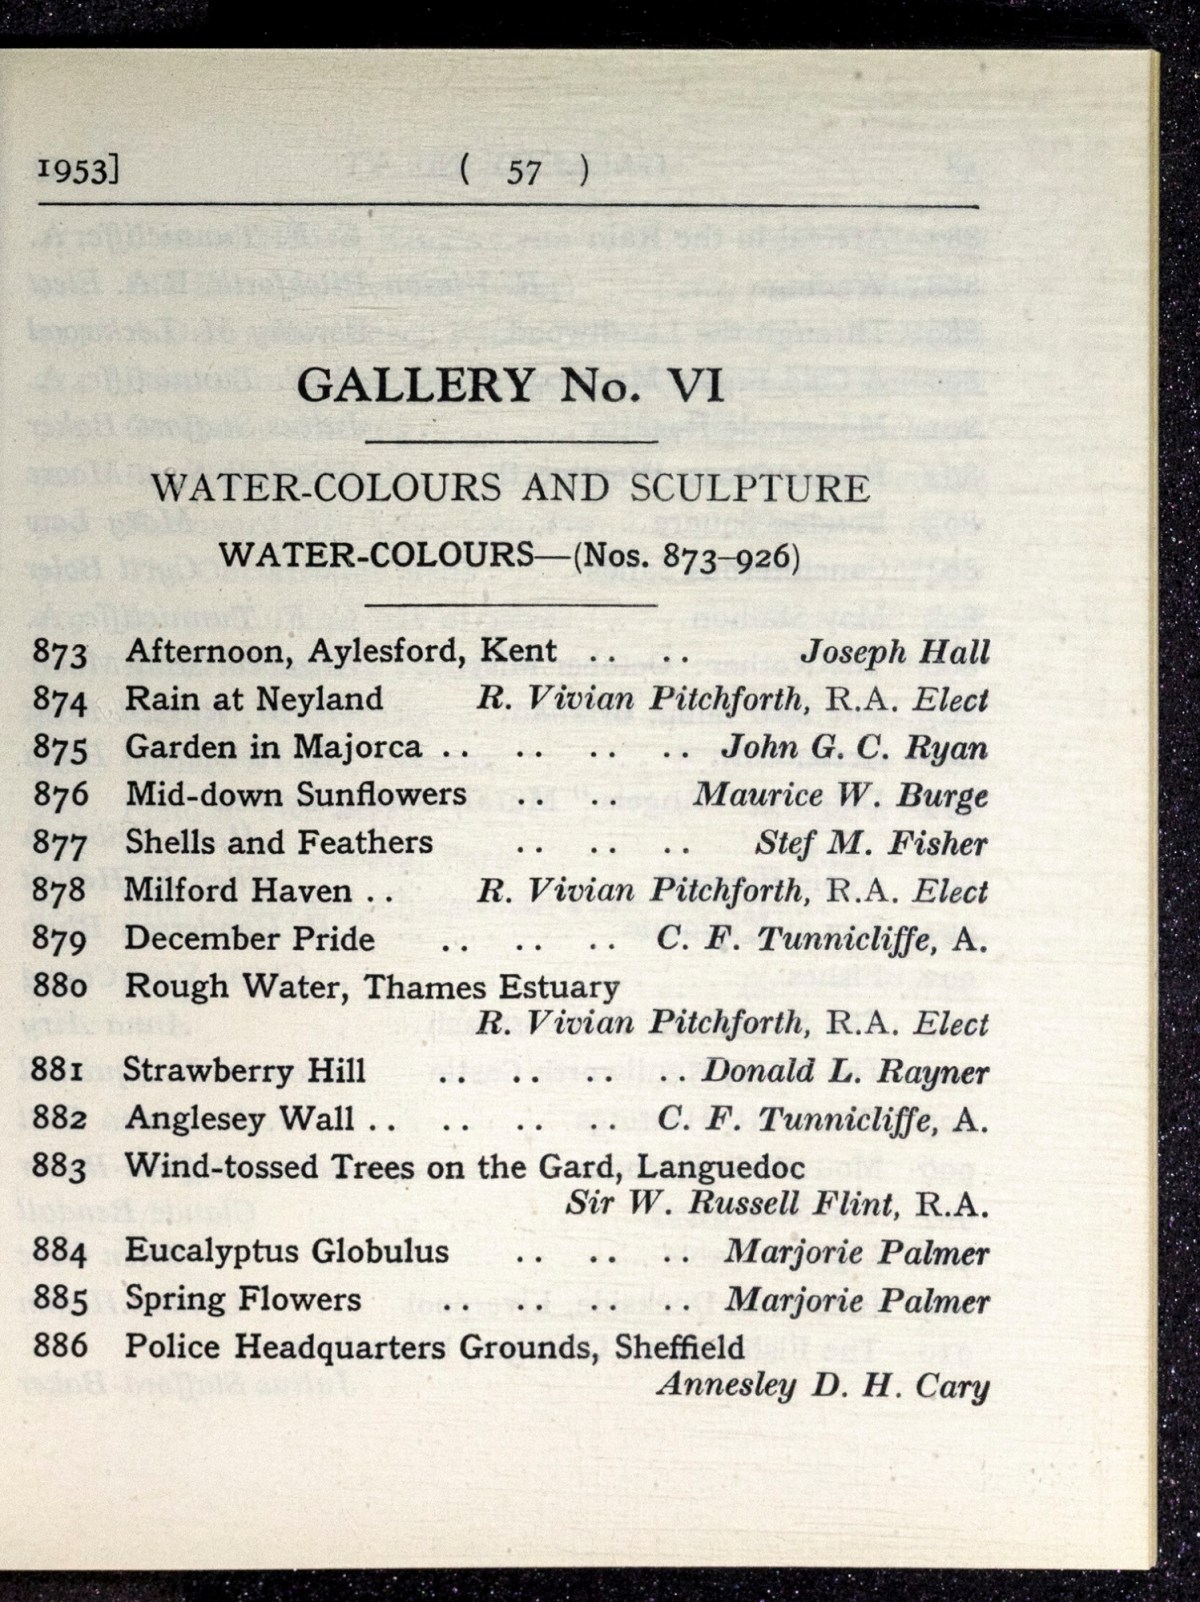 1953] ( 57 )
GALLERY No. VI
WATER-COLOURS AND SCULPTURE
WATER-COLOURS—(Nos. 873–926)
873 Afternoon, Aylesford, Kent .. .. Joseph Hall
874 Rain at Neyland R. Vivian Pitchforth, R.A. Elect
875 Garden in Majorca .. .. .. .. John G. C. Ryan
876 Mid-down Sunflowers .. .. Maurice W. Burge
877 Shells and Feathers .. .. .. Stef M. Fisher
878 Milford Haven .. R. Vivian Pitchforth, R.A. Elect
879 December Pride .. .. .. C. F. Tunnicliffe, A.
880 Rough Water, Thames Estuary
R. Vivian Pitchforth, R.A. Elect
881 Strawberry Hill .. .. .. .. Donald L. Rayner
882 Anglesey Wall .. .. .. .. C. F. Tunnicliffe, A.
883 Wind-tossed Trees on the Gard, Languedoc
Sir W. Russell Flint, R.A.
884 Eucalyptus Globulus .. .. .. Marjorie Palmer
885 Spring Flowers .. .. .. .. Marjorie Palmer
886 Police Headquarters Grounds, Sheffield
Annesley D. H. Cary